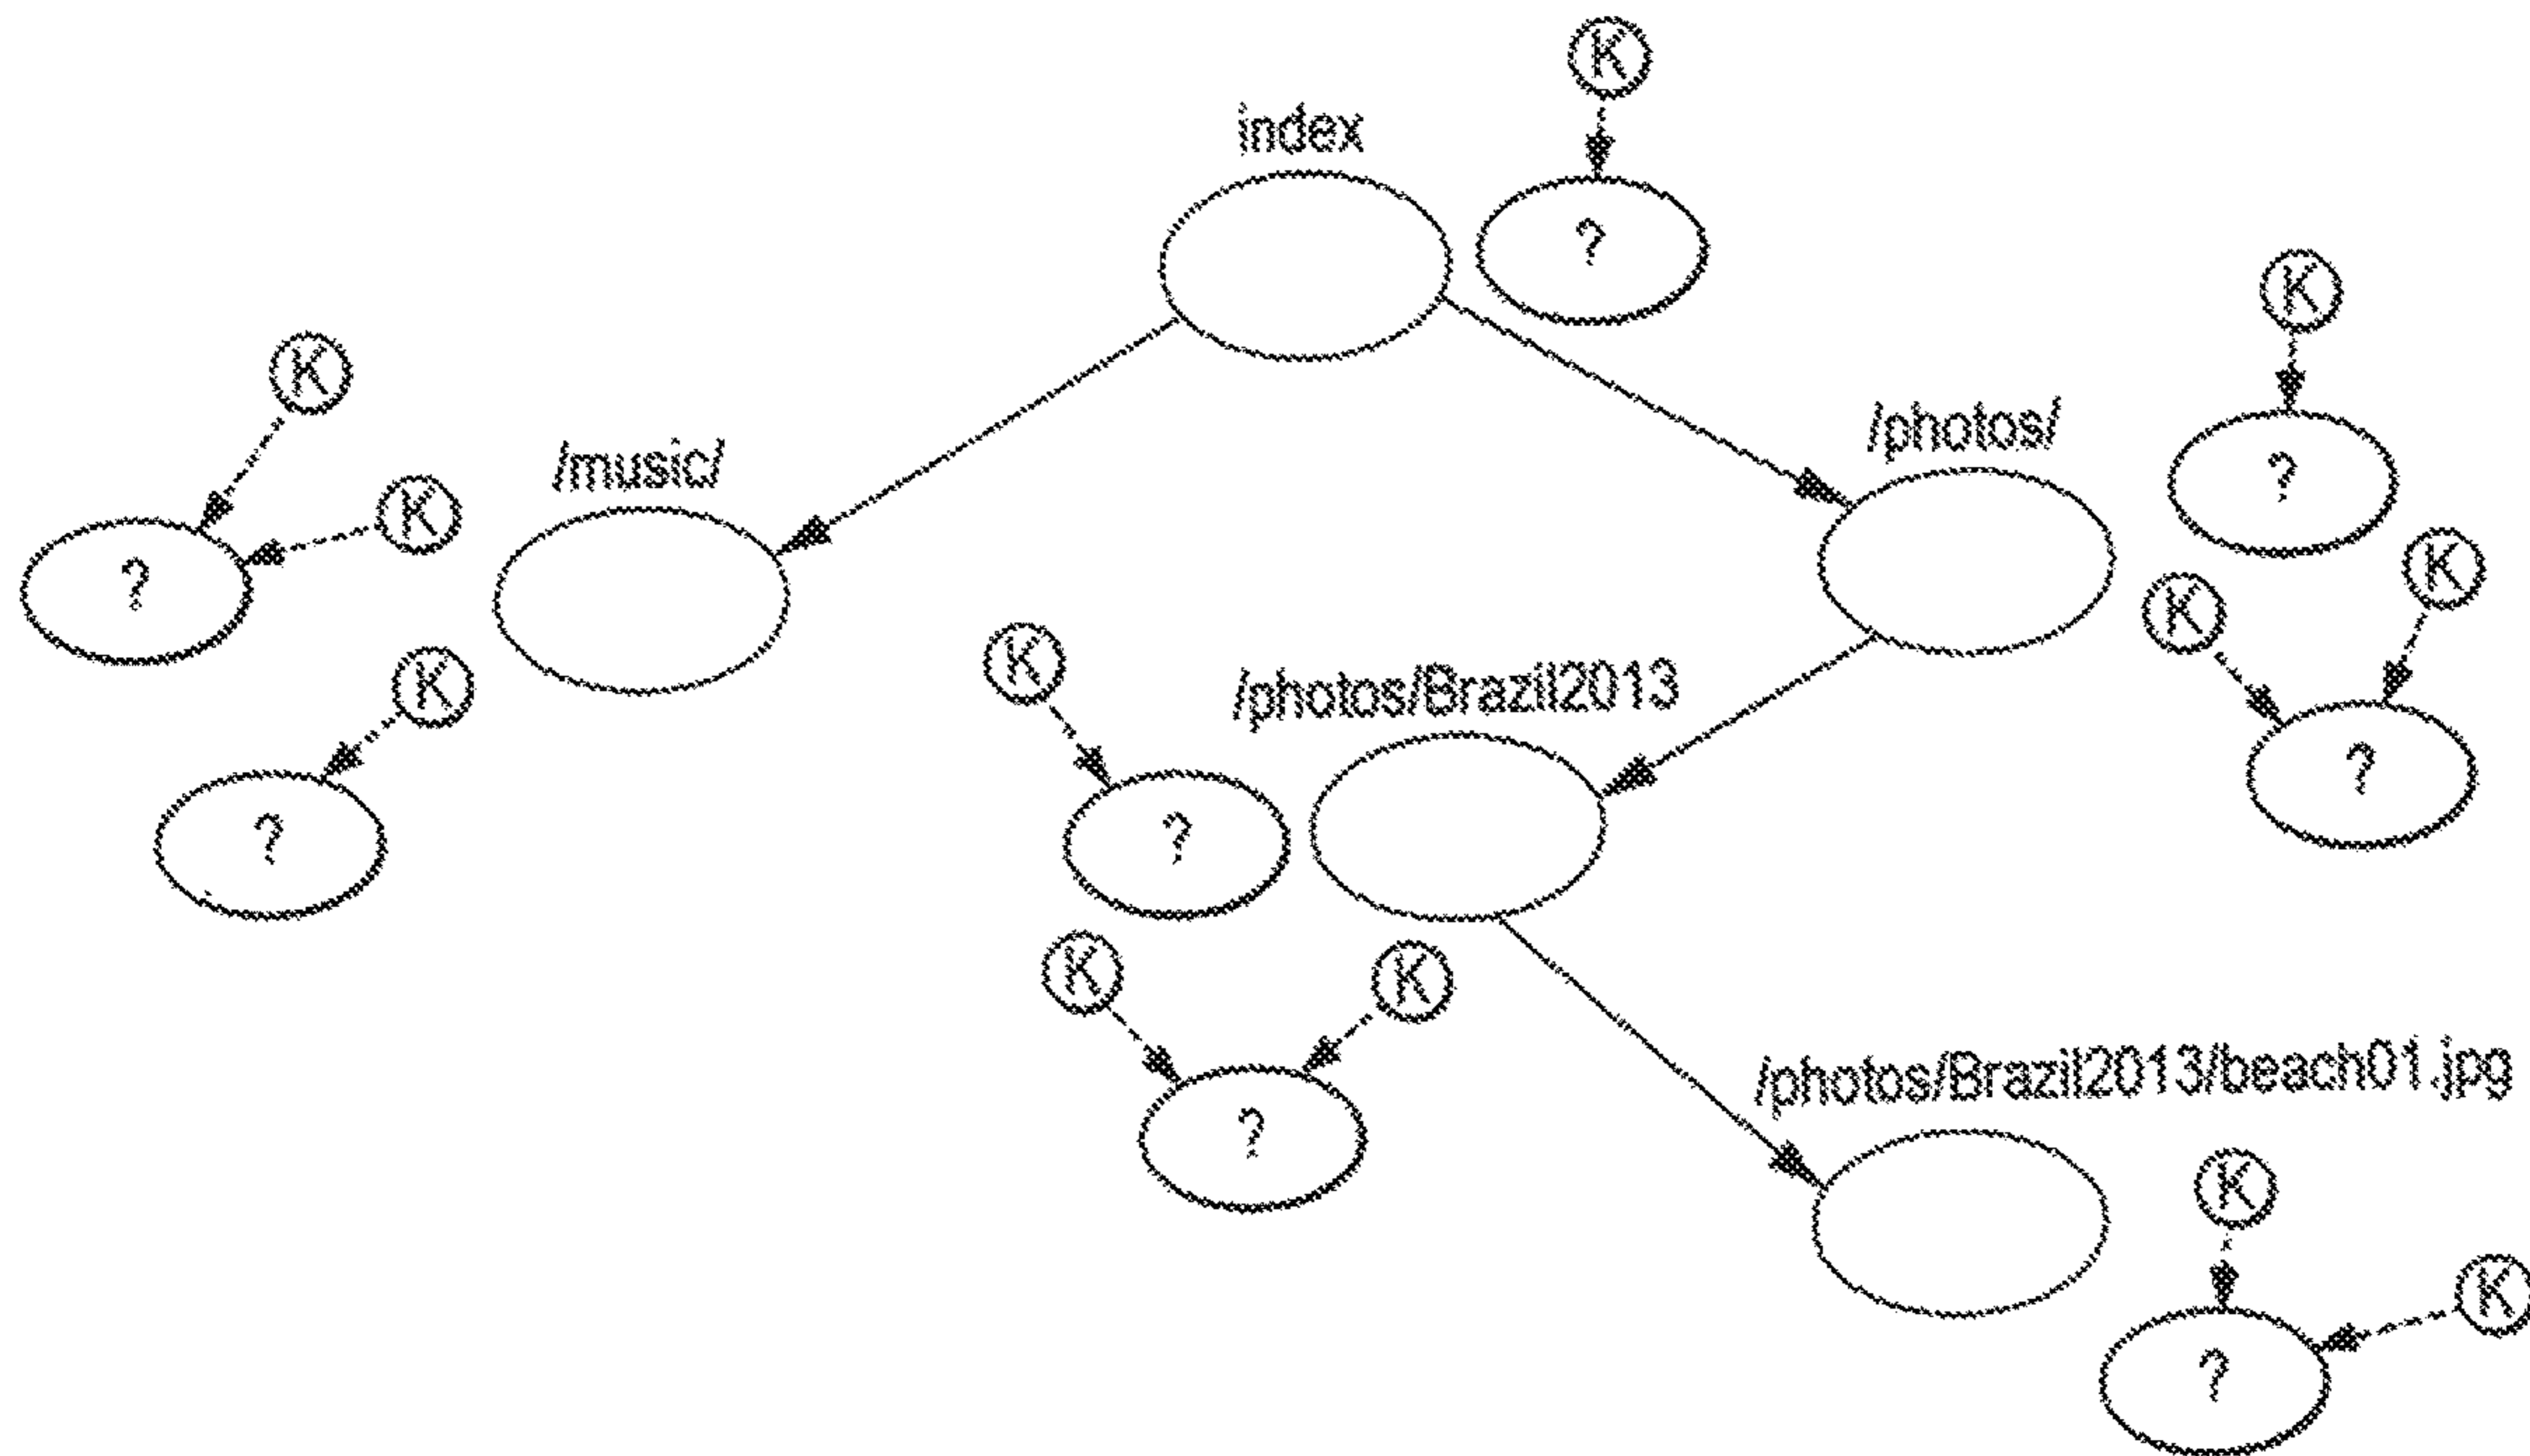 K
index
?
K
K
/photos/
/music/
?
K
K
K
?
K
/photos/Brazil2013
K
?
?
?
K
K
?
/photos/Brazil2013/beach01.jpg
K
K
?